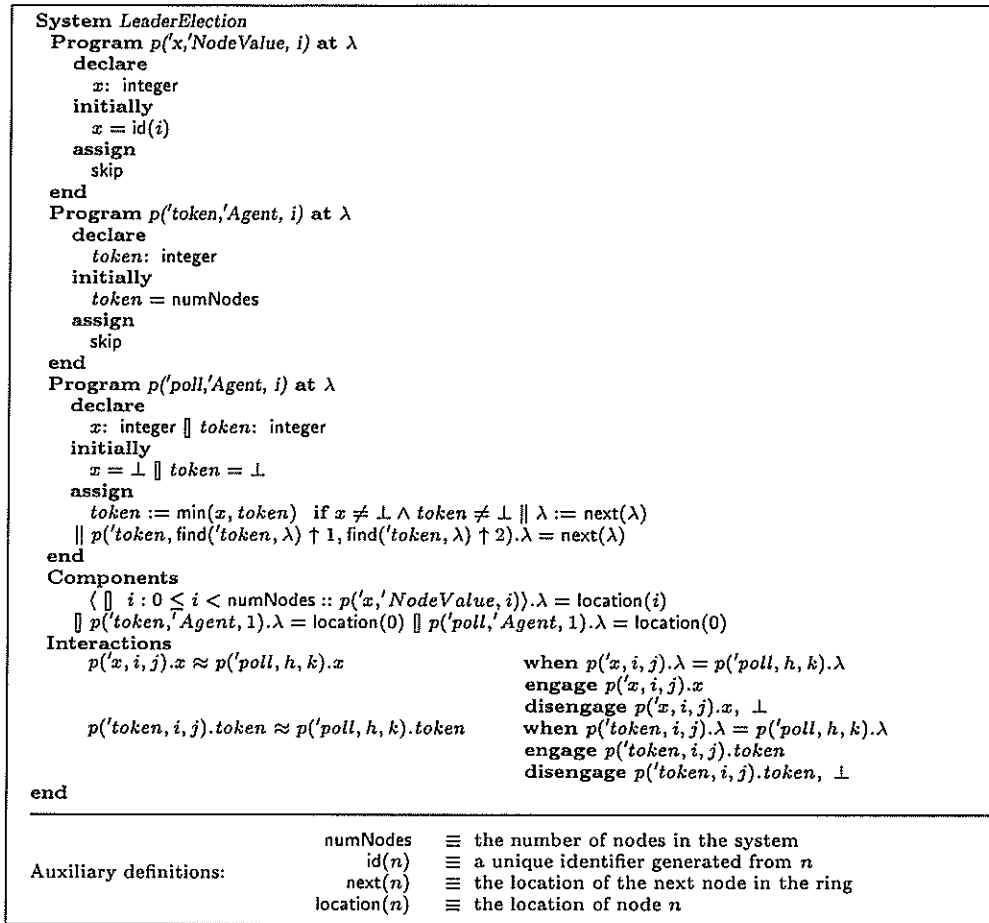 System LeaderElection
Program p('x,'NodeValue, i) at λ
declare
x: integer
initially
x = id(i)
assign
skip
end
Program p('token,'Agent, i) at λ
declare
token: integer
initially
token = numNodes
assign
skip
end
Program p('poll,'Agent, i) at λ
declare
x: integer ⫿ token: integer
initially
x = ⊥ ⫿ token = ⊥
assign
token := min(x, token) if x ≠ ⊥ ∧ token ≠ ⊥ ‖ λ := next(λ)
‖ p('token, find('token, λ) ↑ 1, find('token, λ) ↑ 2).λ = next(λ)
end
Components
⟨ ⫿ i : 0 ≤ i < numNodes :: p('x,'NodeValue, i)⟩.λ = location(i)
⫿ p('token,'Agent, 1).λ = location(0) ⫿ p('poll,'Agent, 1).λ = location(0)
Interactions
p('x, i, j).x ≈ p('poll, h, k).x when p('x, i, j).λ = p('poll, h, k).λ
engage p('x, i, j).x
disengage p('x, i, j).x, ⊥
p('token, i, j).token ≈ p('poll, h, k).token when p('token, i, j).λ = p('poll, h, k).λ
engage p('token, i, j).token
disengage p('token, i, j).token, ⊥
end
Auxiliary definitions:
numNodes ≡ the number of nodes in the system
id(n) ≡ a unique identifier generated from n
next(n) ≡ the location of the next node in the ring
location(n) ≡ the location of node n